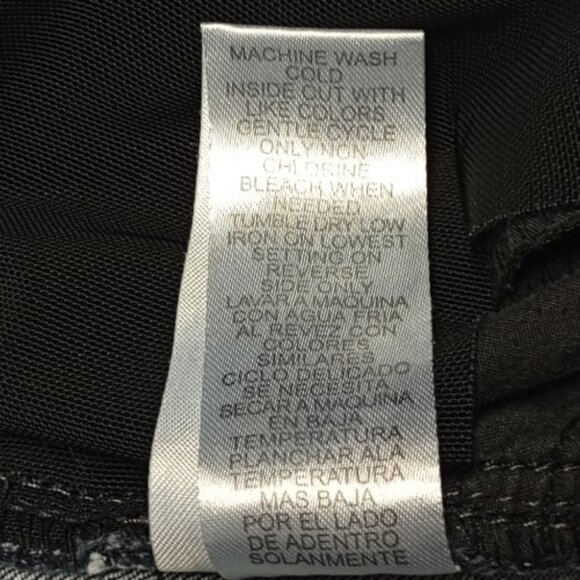 MACHINE WASH
COLD
INSIDE OUT WITH
LIKE COLORS
GENTLE CYCLE
ONLY NON
CHLORINE
BLEACH WHEN
NEEDED
TUMBLE DRY LOW
IRON ON LOWEST
SETTING ON
REVERSE
SIDE ONLY
LAVAR A MAQUINA
CON AGUA FRIA
AL REVEZ CON
COLORES
SIMILARES
CICLO DELICADO
SE NECESITA
SECAR A MAQUINA
EN BAJA
TEMPERATURA
PLANCHAR ALA
TEMPERATURA
MAS BAJA
POR EL LADO
DE ADENTRO
SOLANMENTE